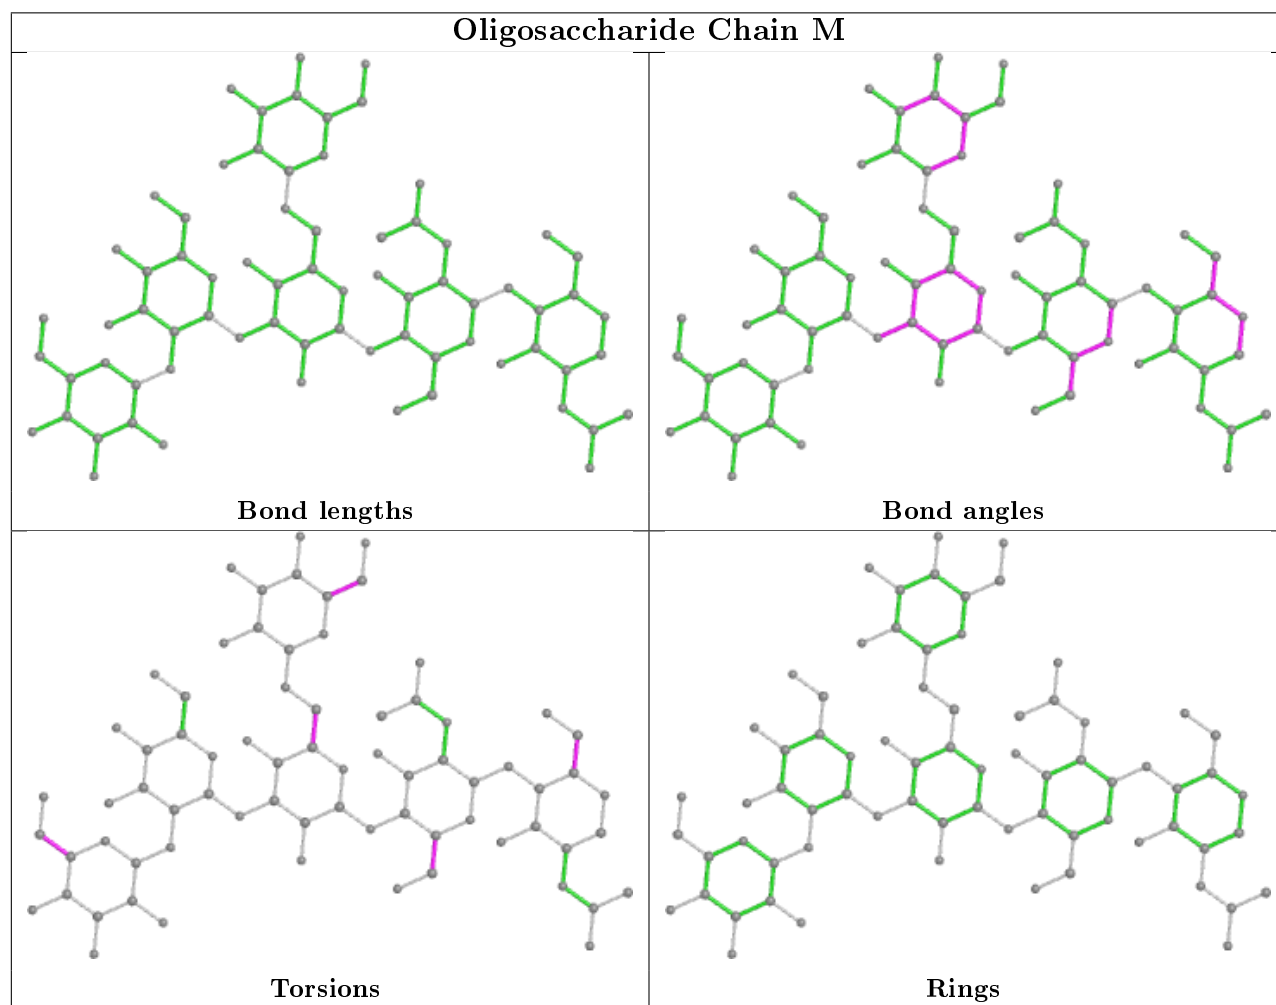 Oligosaccharide Chain M
Bond lengths
Bond angles
Torsions
Rings